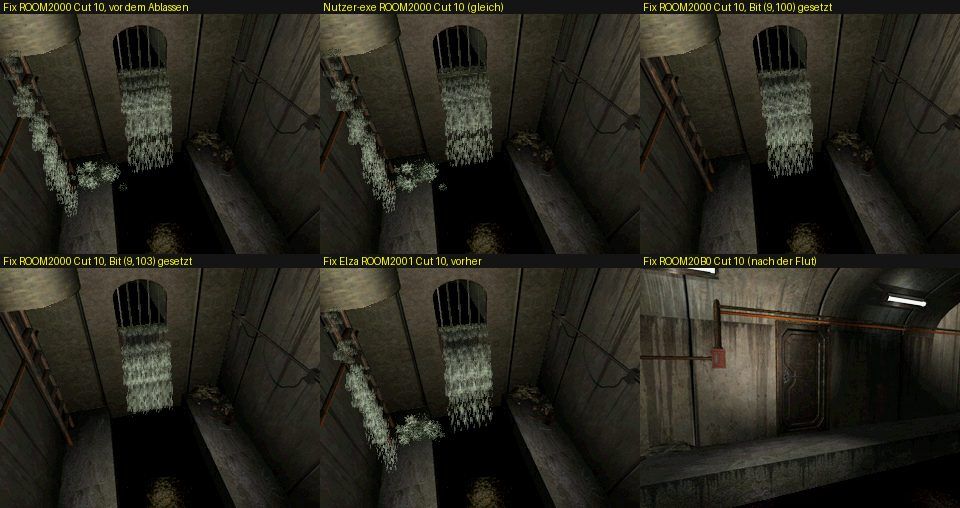 Fix ROOM2000 Cut 10, vor dem Ablassen
Nutzer-exe ROOM2000 Cut 10 (gleich)
Fix ROOM2000 Cut 10, Bit (9,100) gesetzt
Fix ROOM2000 Cut 10, Bit (9,103) gesetzt
Fix Elza ROOM2001 Cut 10, vorher
Fix ROOM20B0 Cut 10 (nach der Flut)